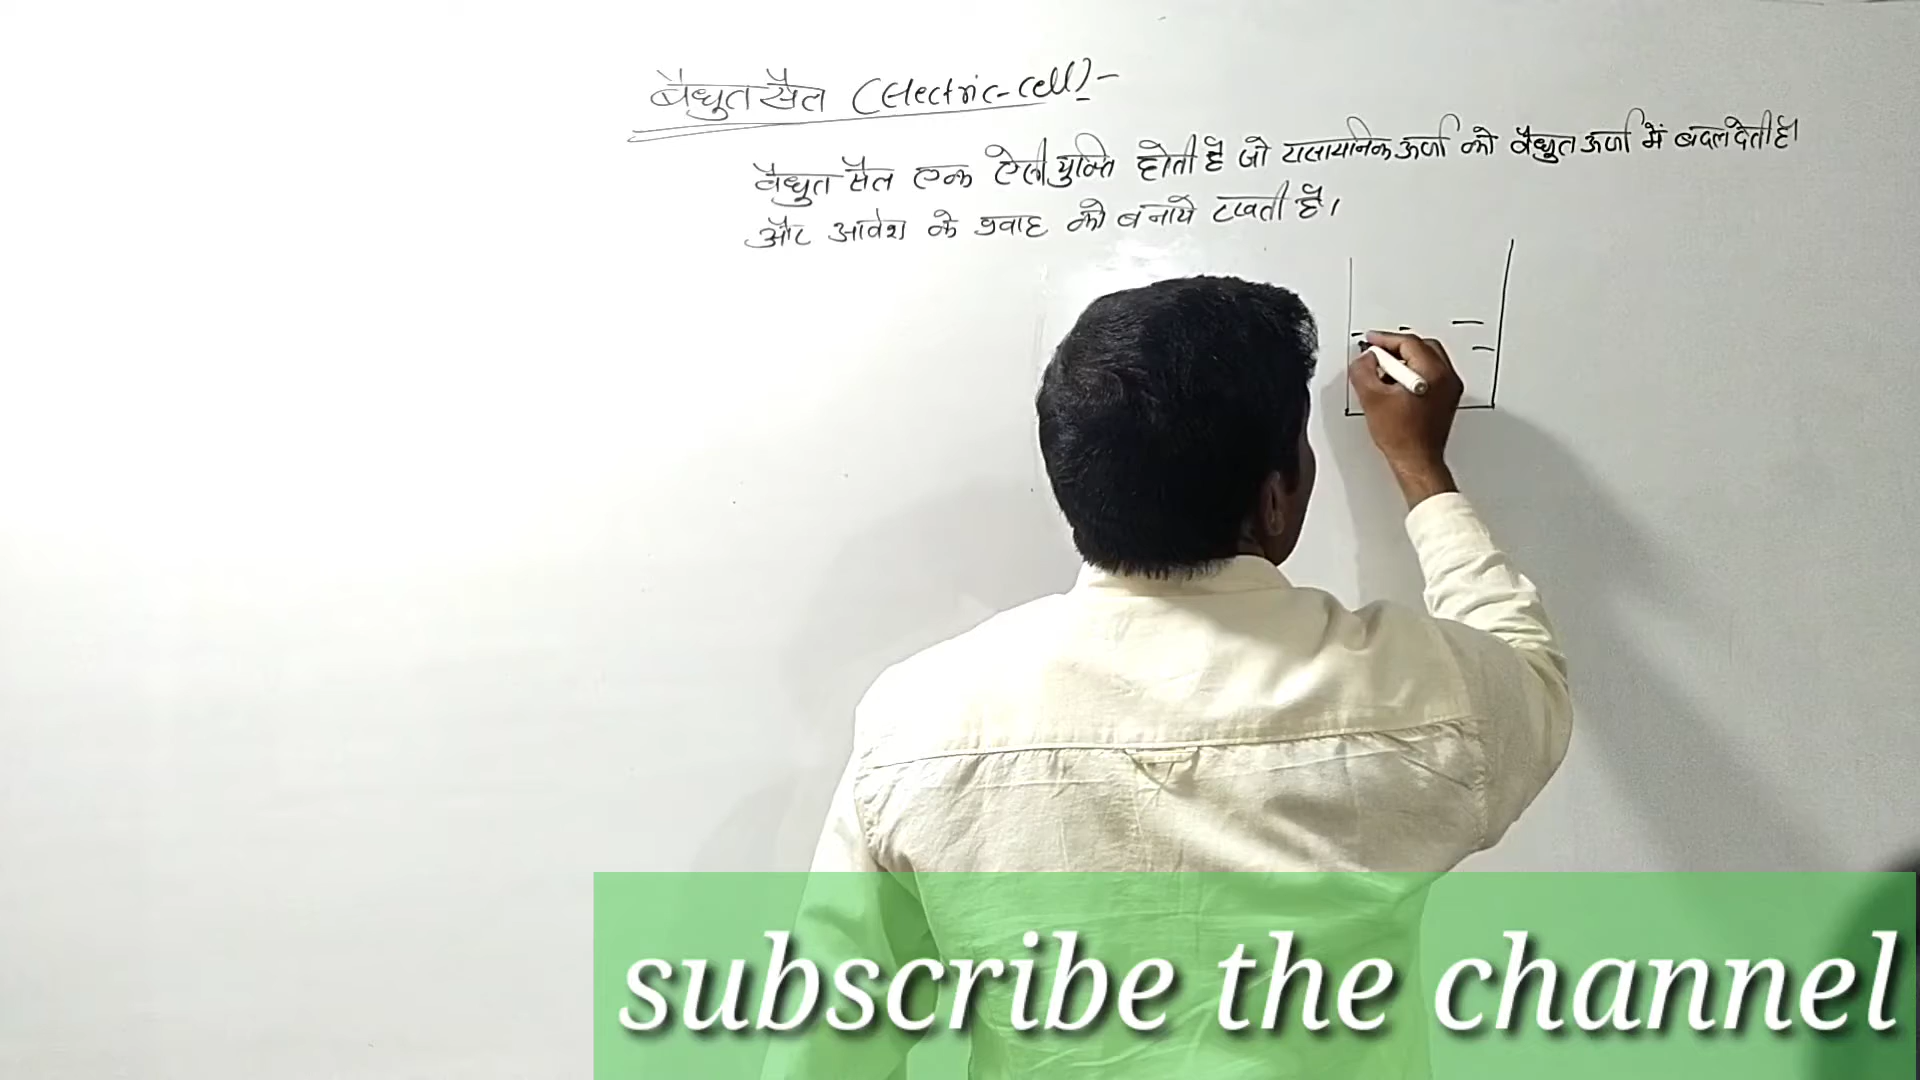 वैधुत सैल (Electric-cell)-
वैधुत सैल एक ऐसी युक्ति होती है जो रासायनिक ऊर्जा को वैधुत ऊर्जा में बदल देती है।
और आवेश के प्रवाह को बनाये रखती है।
subscribe the channel